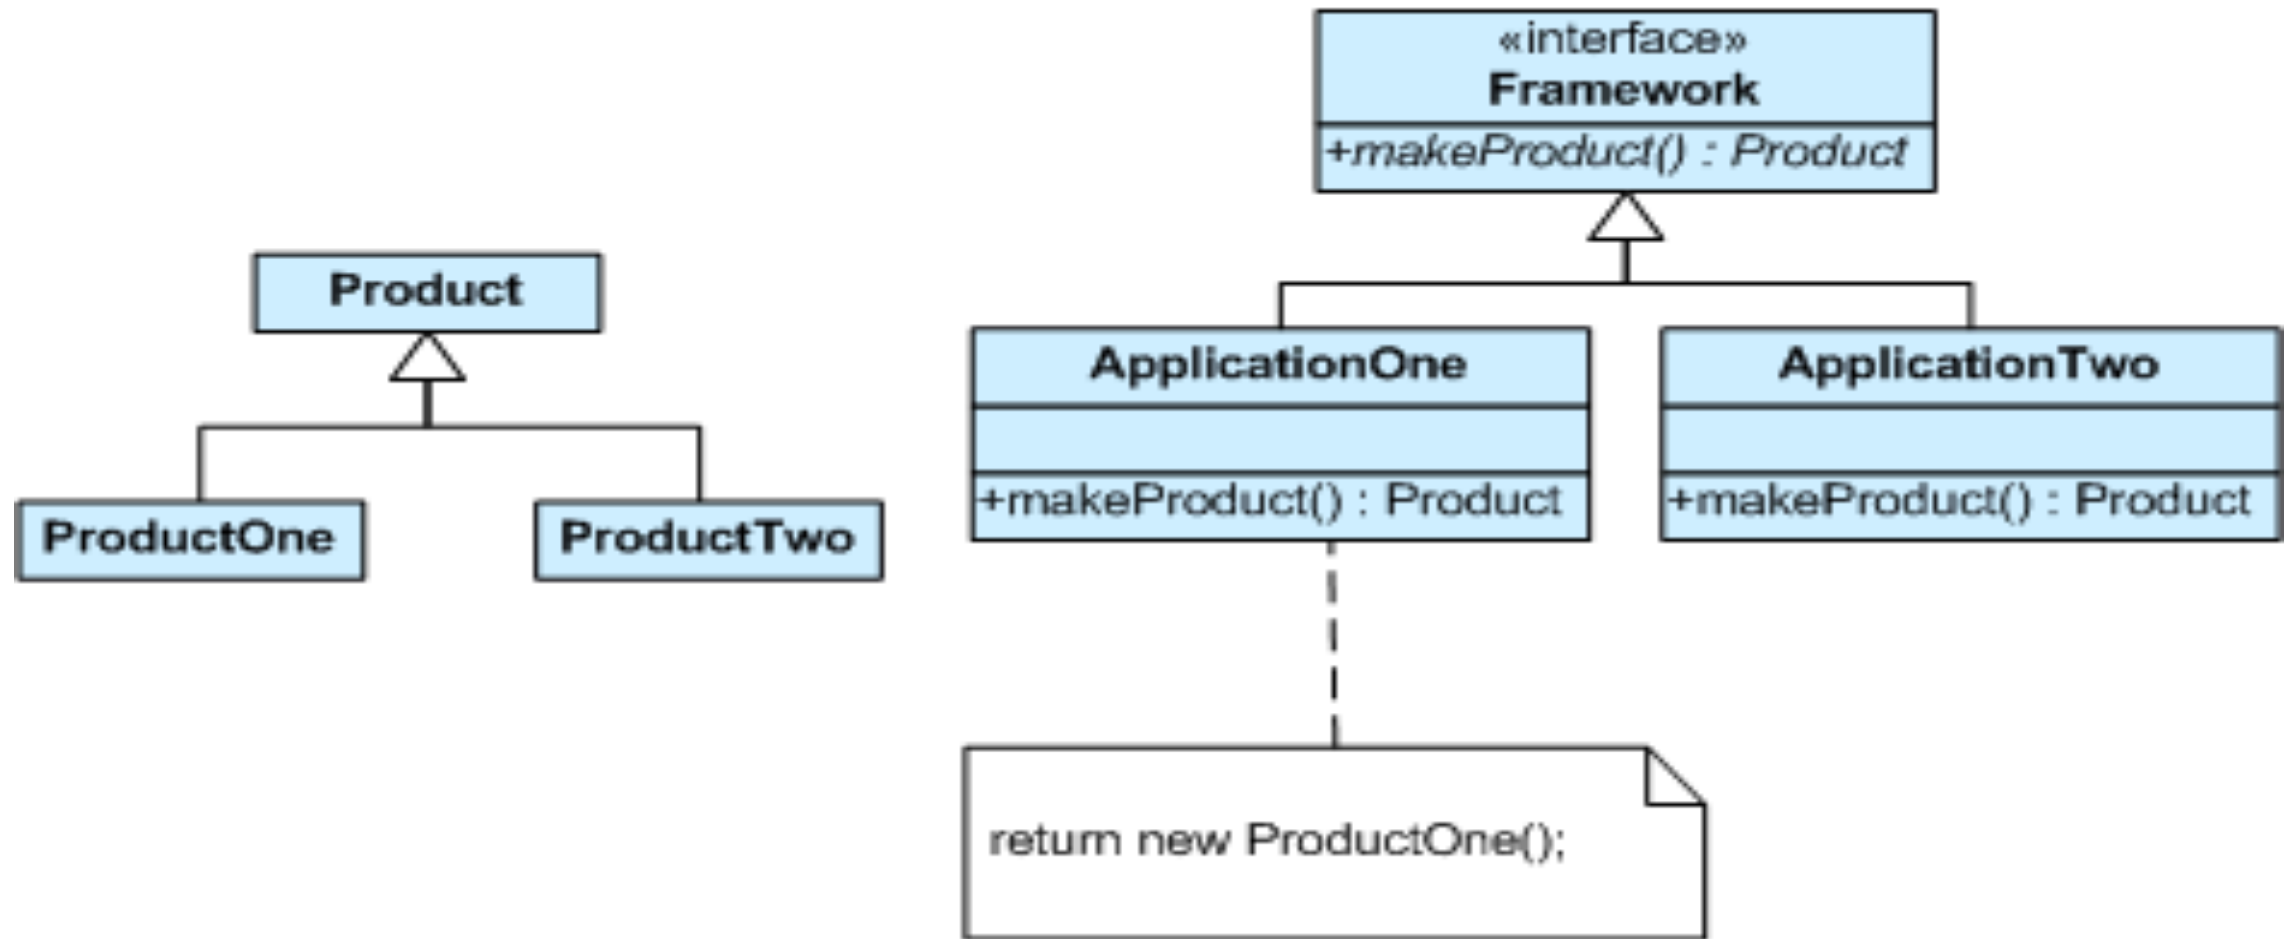 «interface»
Framework
+makeProduct() : Product
Product
ProductOne
ProductTwo
ApplicationOne
+makeProduct() : Product
ApplicationTwo
+makeProduct() : Product
return new ProductOne();